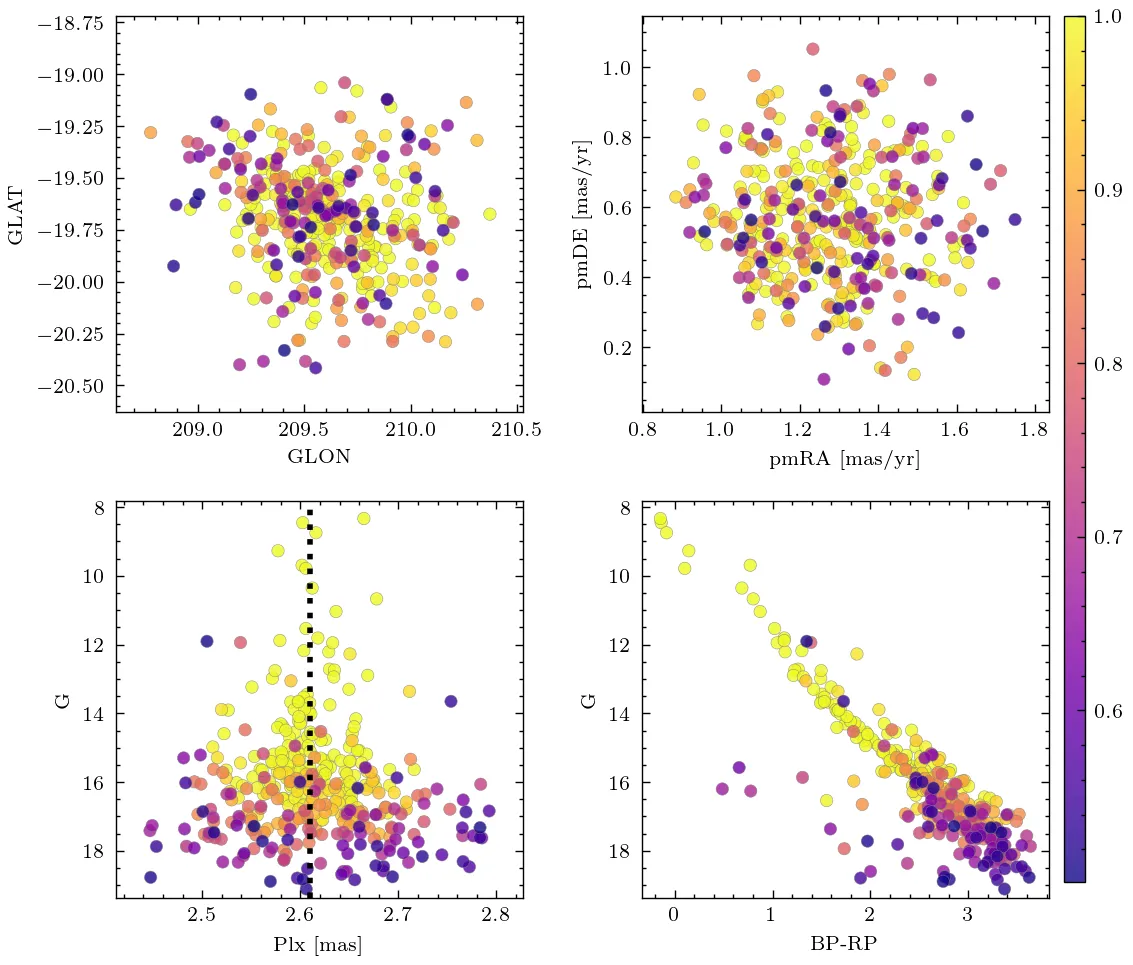 −18.75
−19.00
−19.25
−19.50
−19.75
−20.00
−20.25
−20.50
GLAT
209.0 209.5 210.0 210.5
GLON
1.0
0.8
0.6
0.4
0.2
pmDE [mas/yr]
0.8 1.0 1.2 1.4 1.6 1.8
pmRA [mas/yr]
8
10
12
14
16
18
G
2.5 2.6 2.7 2.8
Plx [mas]
8
10
12
14
16
18
G
0 1 2 3
BP-RP
1.0
0.9
0.8
0.7
0.6